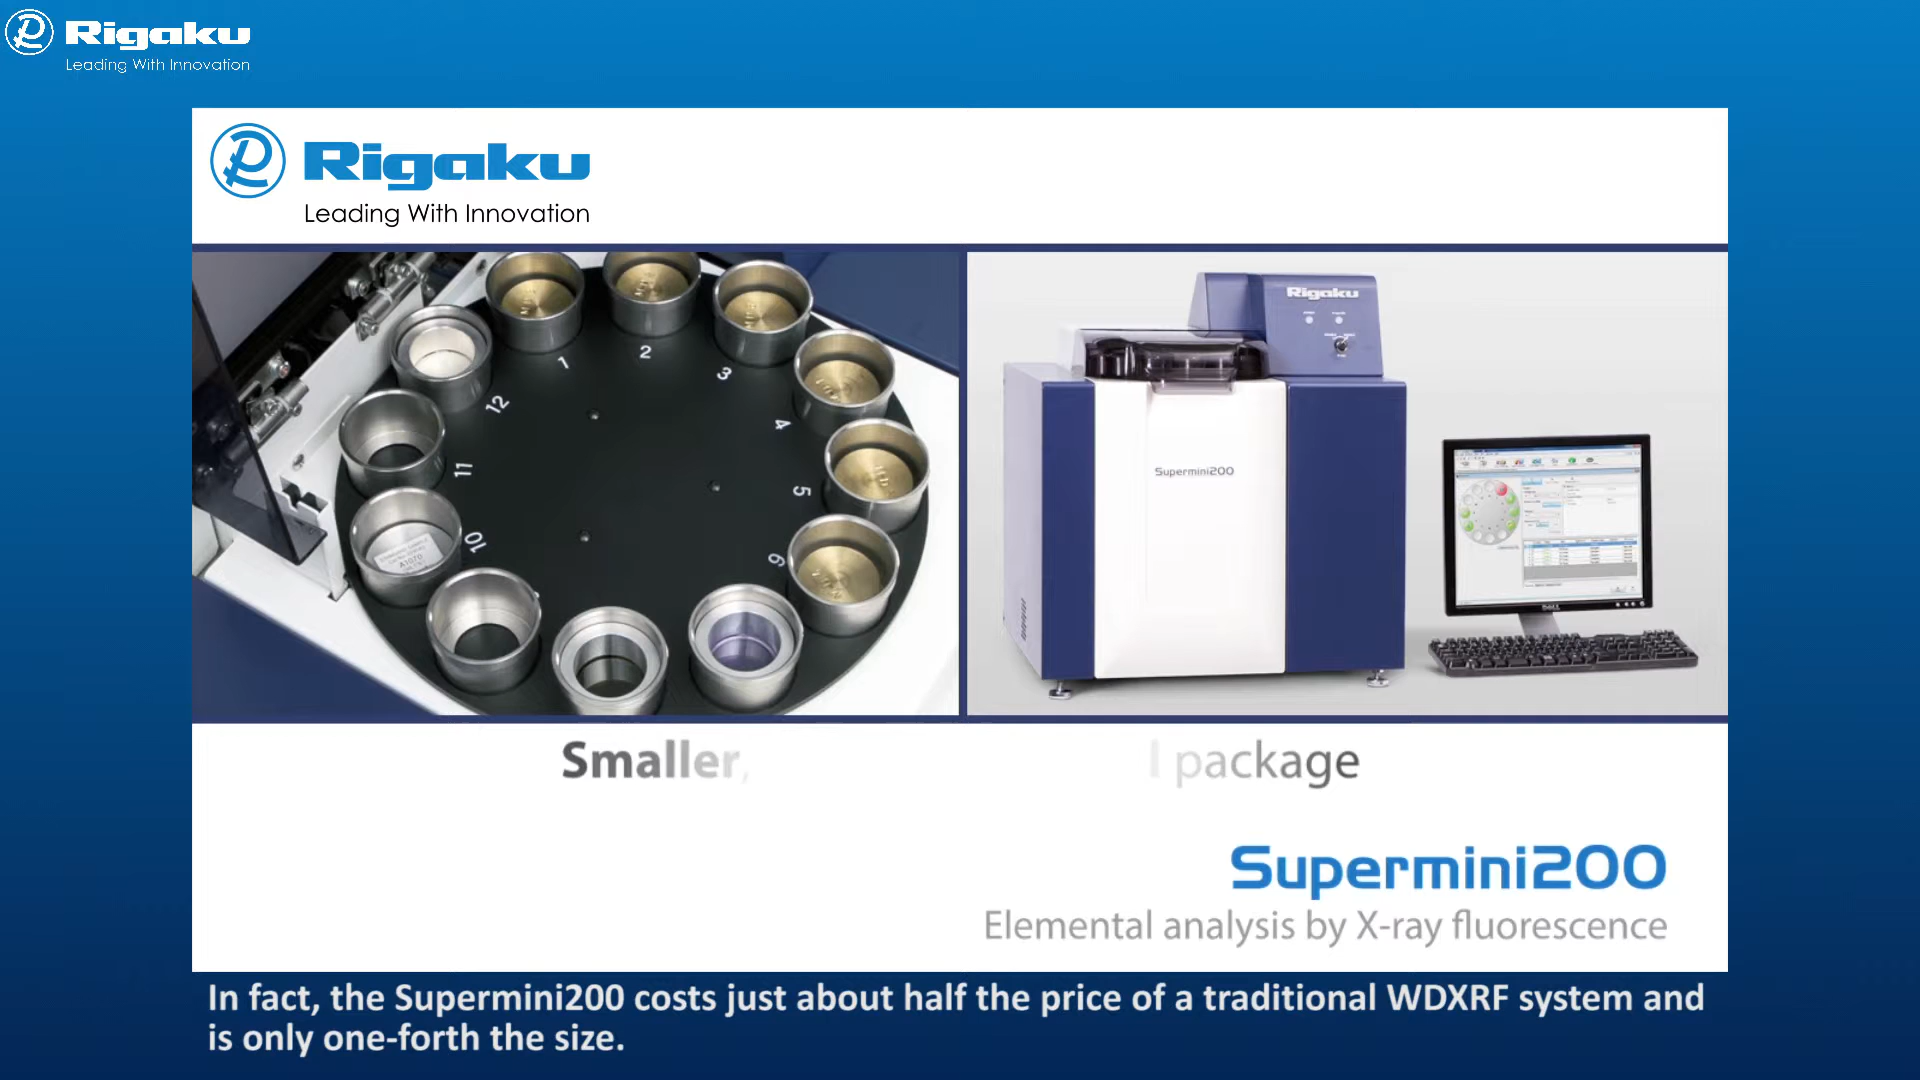 Rigaku
Leading With Innovation
Rigaku
Leading With Innovation
1
2
3
4
5
6
10
11
12
A1070
Rigaku
Supermini200
DELL
Smaller,
l package
Supermini200
Elemental analysis by X-ray fluorescence
In fact, the Supermini200 costs just about half the price of a traditional WDXRF system and
is only one-forth the size.